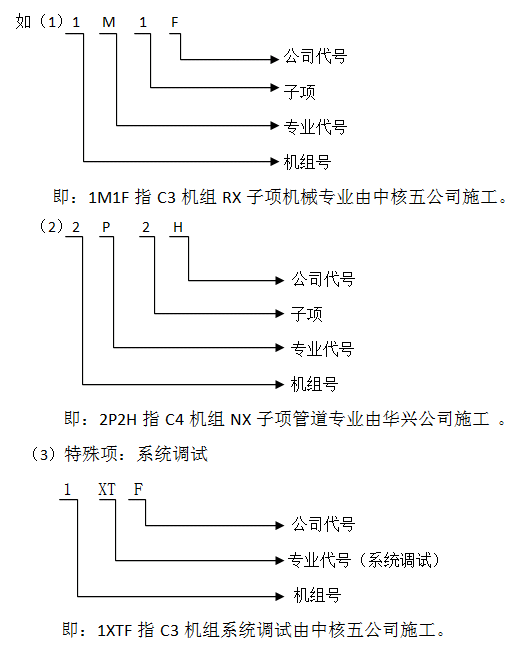 如（1）1 M 1 F
公司代号
子项
专业代号
机组号
即：1M1F 指 C3 机组 RX 子项机械专业由中核五公司施工。
（2）2 P 2 H
公司代号
子项
专业代号
机组号
即：2P2H 指 C4 机组 NX 子项管道专业由华兴公司施工 。
（3）特殊项：系统调试
1 XT F
公司代号
专业代号（系统调试）
机组号
即：1XTF 指 C3 机组系统调试由中核五公司施工。